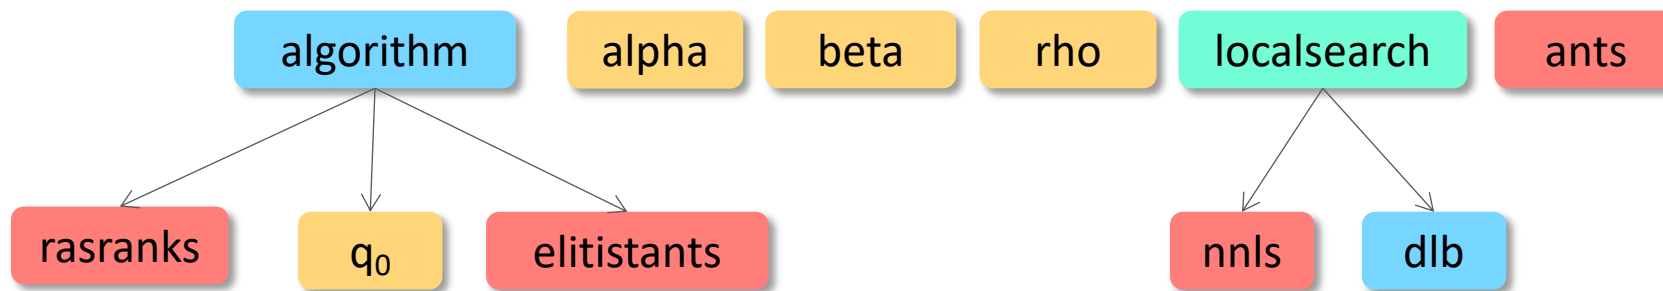 algorithm
alpha
beta
rho
localsearch
ants
rasranks
q₀
elitistants
nnls
dlb